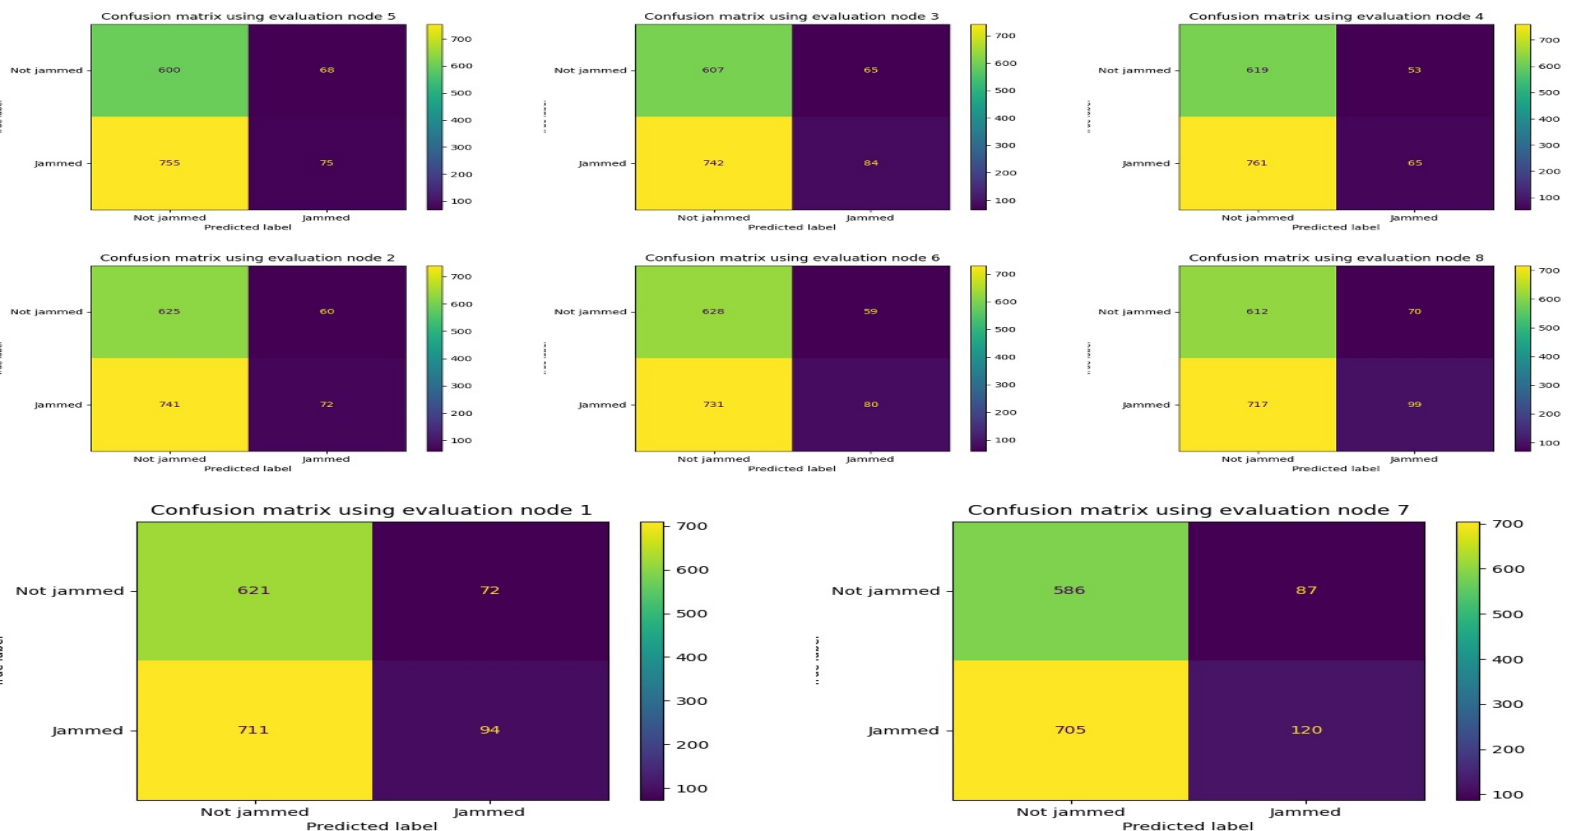 Confusion matrix using evaluation node 5
Not jammed
600
68
Jammed
755
75
Not jammed
Jammed
Predicted label
700
600
500
400
300
200
100
Confusion matrix using evaluation node 3
Not jammed
607
65
Jammed
742
84
Not jammed
Jammed
Predicted label
700
600
500
400
300
200
100
Confusion matrix using evaluation node 4
Not jammed
619
53
Jammed
761
65
Not jammed
Jammed
Predicted label
700
600
500
400
300
200
100
Confusion matrix using evaluation node 2
Not jammed
625
60
Jammed
741
72
Not jammed
Jammed
Predicted label
700
600
500
400
300
200
100
Confusion matrix using evaluation node 6
Not jammed
628
59
Jammed
731
80
Not jammed
Jammed
Predicted label
700
600
500
400
300
200
100
Confusion matrix using evaluation node 8
Not jammed
612
70
Jammed
717
99
Not jammed
Jammed
Predicted label
700
600
500
400
300
200
100
Confusion matrix using evaluation node 1
Not jammed
621
72
Jammed
711
94
Not jammed
Jammed
Predicted label
700
600
500
400
300
200
100
Confusion matrix using evaluation node 7
Not jammed
586
87
Jammed
705
120
Not jammed
Jammed
Predicted label
700
600
500
400
300
200
100